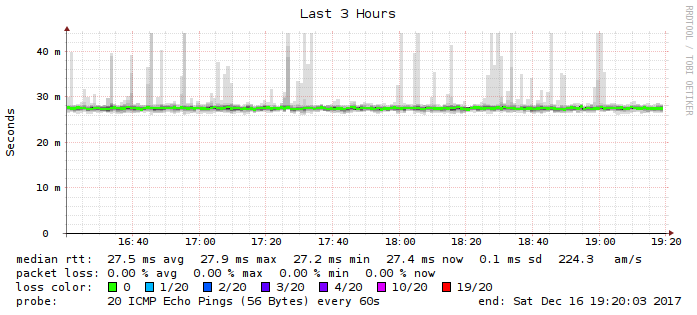 Last 3 Hours
RRDTOOL / TOBI OETIKER
Seconds
40 m
30 m
20 m
10 m
0
16:40 17:00 17:20 17:40 18:00 18:20 18:40 19:00 19:20
median rtt: 27.5 ms avg 27.9 ms max 27.2 ms min 27.4 ms now 0.1 ms sd 224.3 am/s
packet loss: 0.00 % avg 0.00 % max 0.00 % min 0.00 % now
loss color: 0 1/20 2/20 3/20 4/20 10/20 19/20
probe: 20 ICMP Echo Pings (56 Bytes) every 60s end: Sat Dec 16 19:20:03 2017